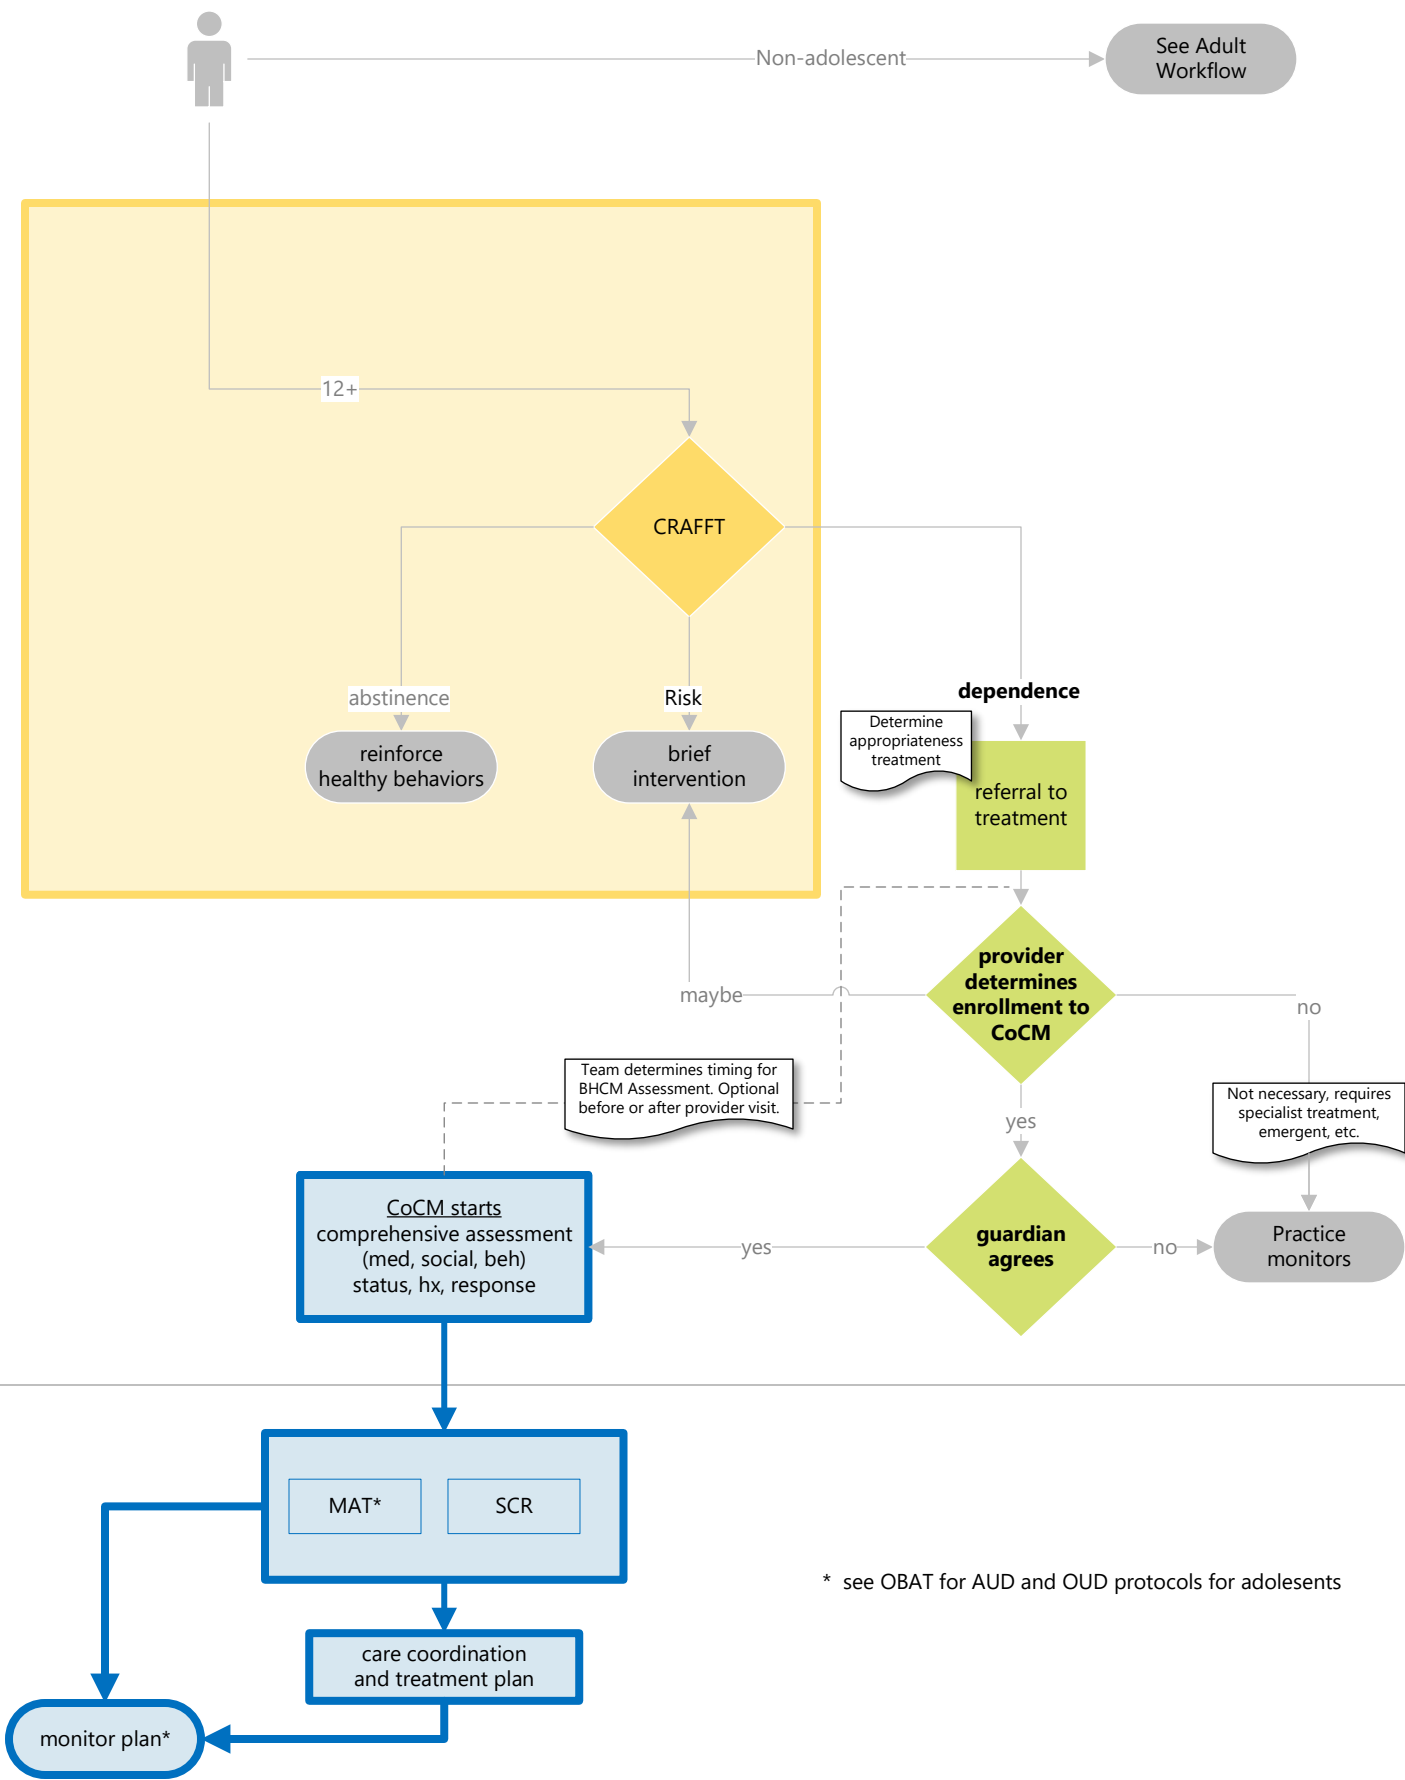 Non-adolescent
See Adult
Workflow
12+
CRAFFT
abstinence
Risk
dependence
reinforce
healthy behaviors
brief
intervention
Determine
appropriateness
treatment
referral to
treatment
provider
determines
enrollment to
CoCM
maybe
no
Team determines timing for
BHCM Assessment. Optional
before or after provider visit.
Not necessary, requires
specialist treatment,
emergent, etc.
yes
CoCM starts
comprehensive assessment
(med, social, beh)
status, hx, response
yes
guardian
agrees
no
Practice
monitors
MAT*
SCR
* see OBAT for AUD and OUD protocols for adolesents
care coordination
and treatment plan
monitor plan*